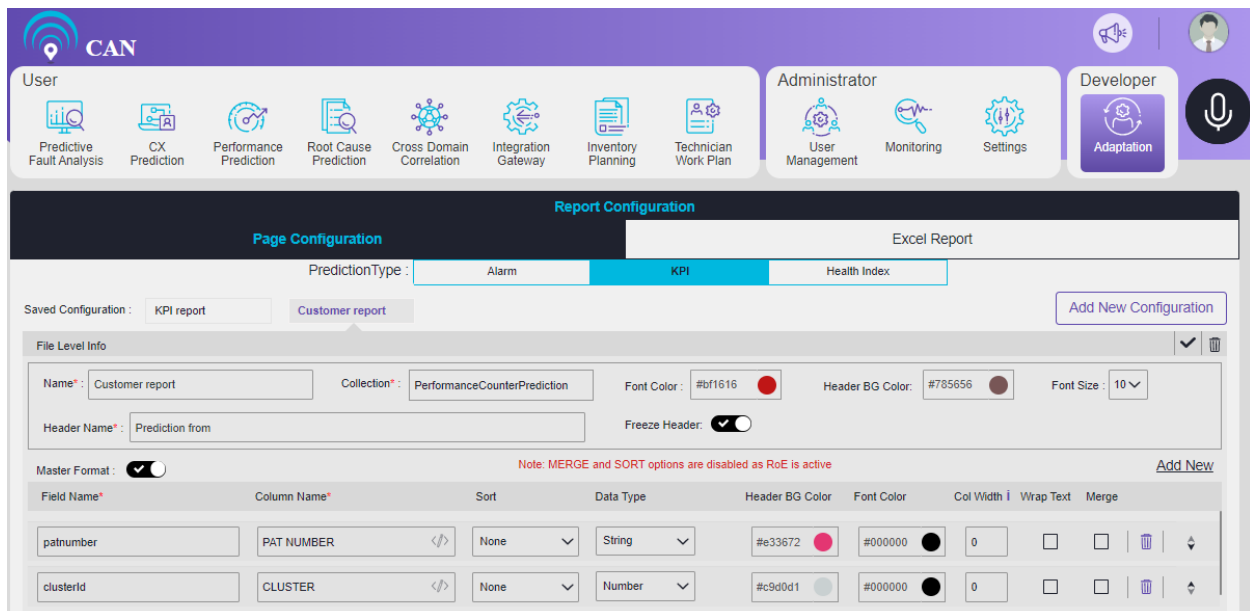 CAN
User
Administrator
Developer
Predictive Fault Analysis
CX Prediction
Performance Prediction
Root Cause Prediction
Cross Domain Correlation
Integration Gateway
Inventory Planning
Technician Work Plan
User Management
Monitoring
Settings
Adaptation
Report Configuration
Page Configuration
Excel Report
PredictionType :
Alarm
KPI
Health Index
Saved Configuration :
KPI report
Customer report
Add New Configuration
File Level Info
Name* : Customer report
Collection* : PerformanceCounterPrediction
Font Color : #bf1616
Header BG Color: #785656
Font Size : 10
Header Name* : Prediction from
Freeze Header:
Master Format :
Note: MERGE and SORT options are disabled as RoE is active
Add New
Field Name* Column Name* Sort Data Type Header BG Color Font Color Col Width i Wrap Text Merge
patnumber PAT NUMBER </> None String #e33672 #000000 0
clusterId CLUSTER </> None Number #c9d0d1 #000000 0